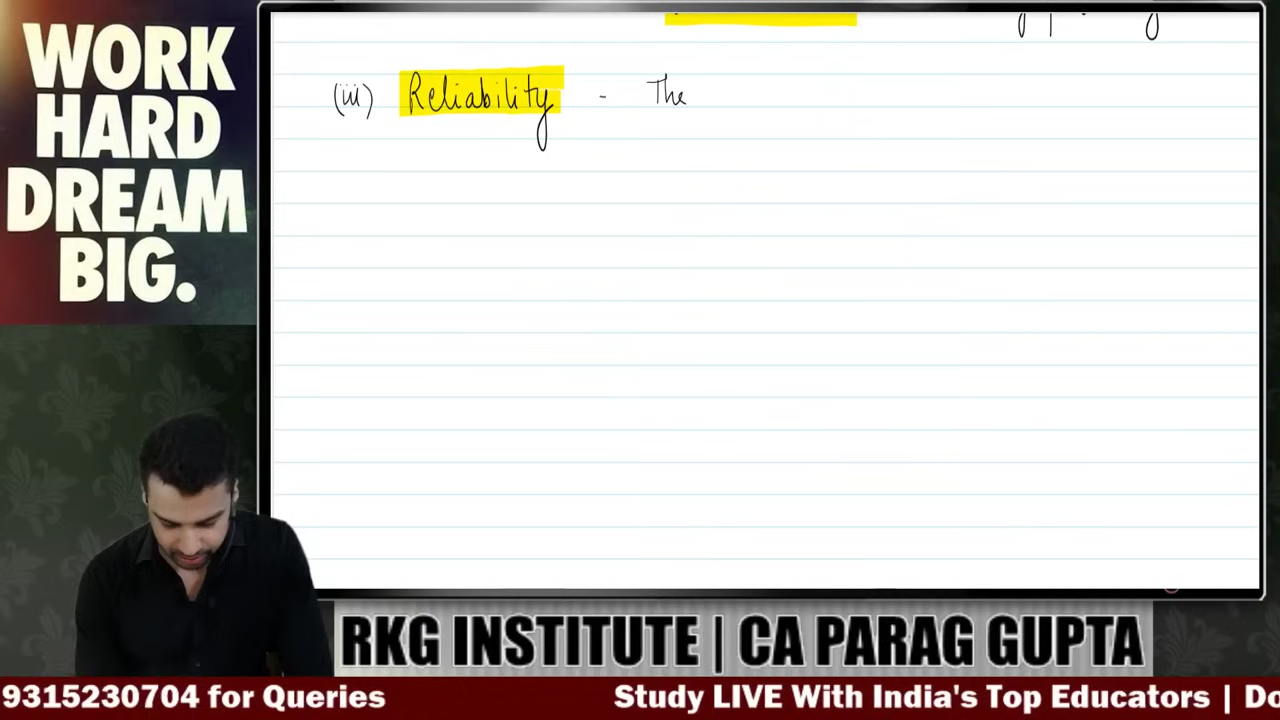 WORK
HARD
DREAM
BIG.
(iii) Reliability - The
RKG INSTITUTE | CA PARAG GUPTA
9315230704 for Queries
Study LIVE With India's Top Educators | Do